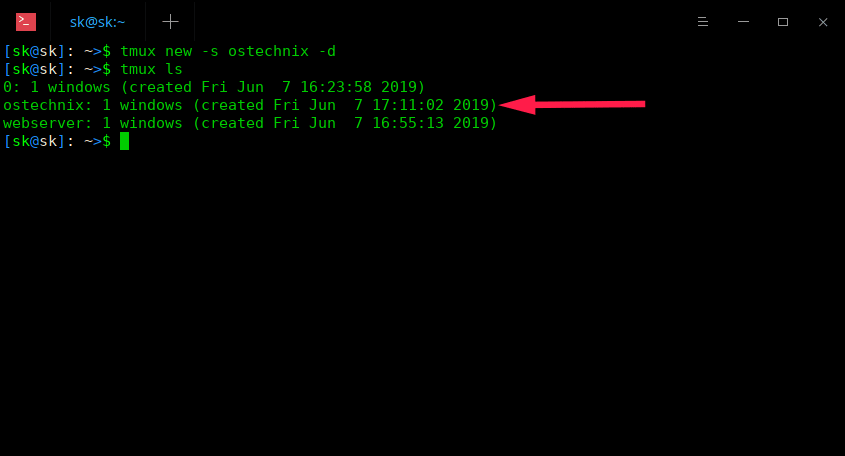 sk@sk:~
[sk@sk]: ~>$ tmux new -s ostechnix -d
[sk@sk]: ~>$ tmux ls
0: 1 windows (created Fri Jun  7 16:23:58 2019)
ostechnix: 1 windows (created Fri Jun  7 17:11:02 2019)
webserver: 1 windows (created Fri Jun  7 16:55:13 2019)
[sk@sk]: ~>$